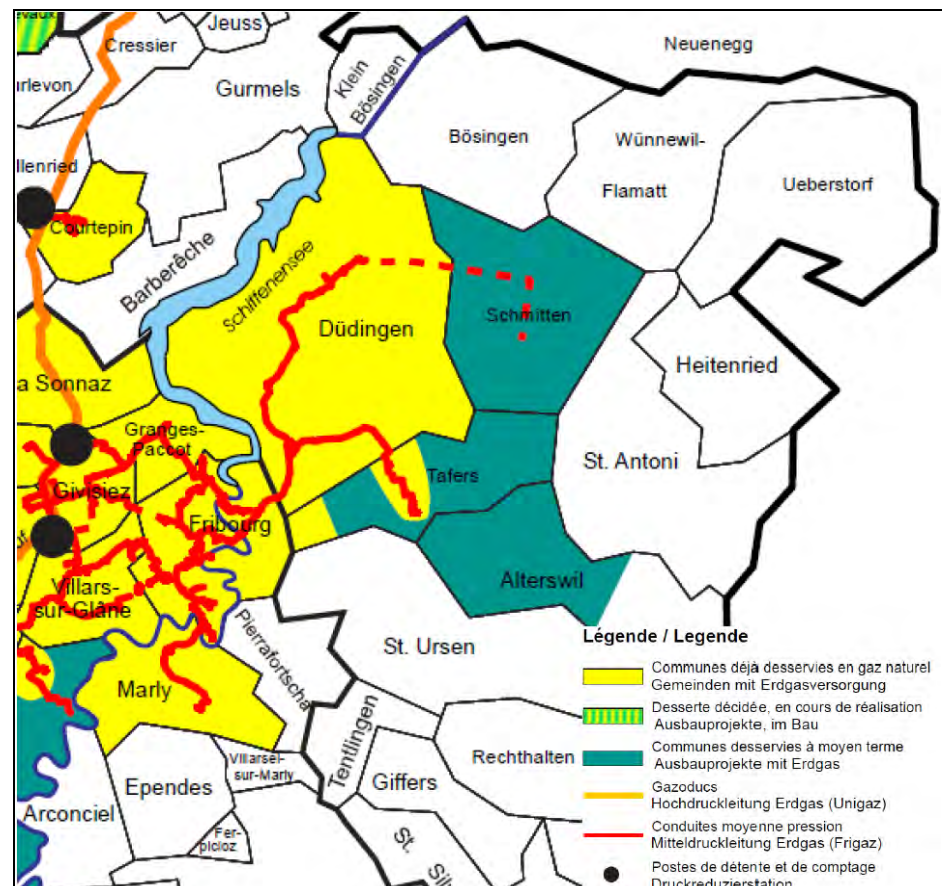 Jeuss
Cressier
Neuenegg
Gurmels
Klein
Bösingen
Bösingen
Wünnewil-
Flamatt
Ueberstorf
Courtepin
Barberêche
Schiffenensee
Düdingen
Schmitten
Heitenried
a Sonnaz
Granges-
Paccot
St. Antoni
Tafers
Givisiez
Fribourg
Alterswil
Villars-
sur-Glâne
Pierrafortscha
St. Ursen
Marly
Tentlingen
Rechthalten
Villarsel-
sur-Marly
Giffers
Ependes
Arconciel
Fer-
picloz
St.
Légende / Legende
Communes déjà desservies en gaz naturel
Gemeinden mit Erdgasversorgung
Desserte décidée, en cours de réalisation
Ausbauprojekte, im Bau
Communes desservies à moyen terme
Ausbauprojekte mit Erdgas
Gazoducs
Hochdruckleitung Erdgas (Unigaz)
Conduites moyenne pression
Mitteldruckleitung Erdgas (Frigaz)
Postes de détente et de comptage
Druckreduzierstation